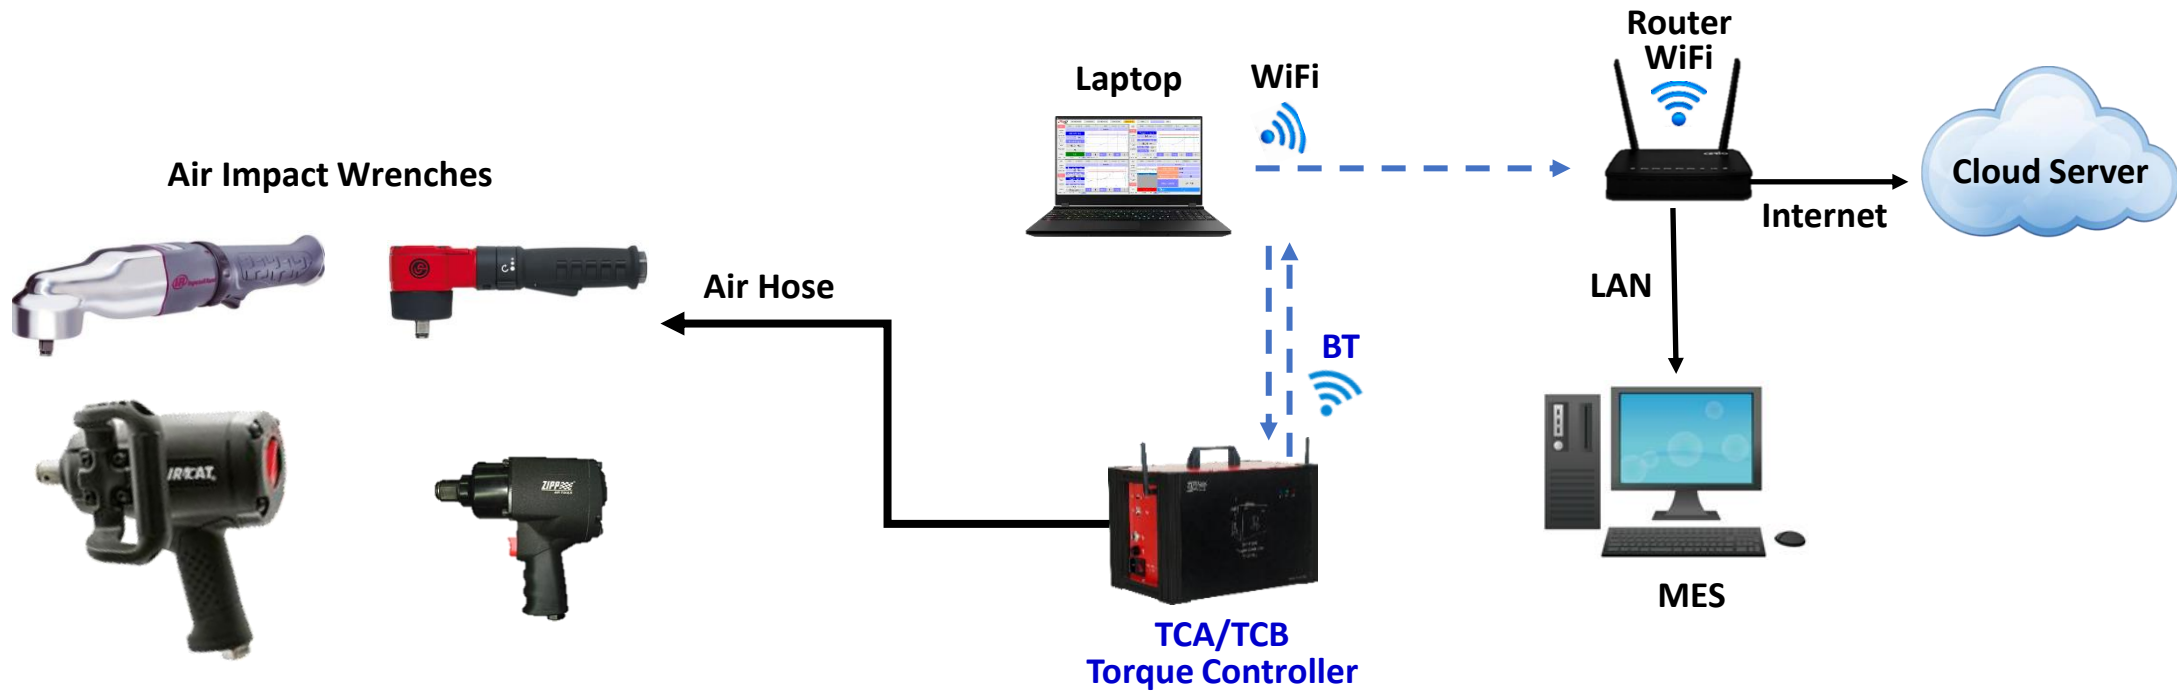 Router
WiFi
Laptop
WiFi
Air Impact Wrenches
Cloud Server
Internet
Air Hose
LAN
BT
ZIPP
MES
TCA/TCB
Torque Controller